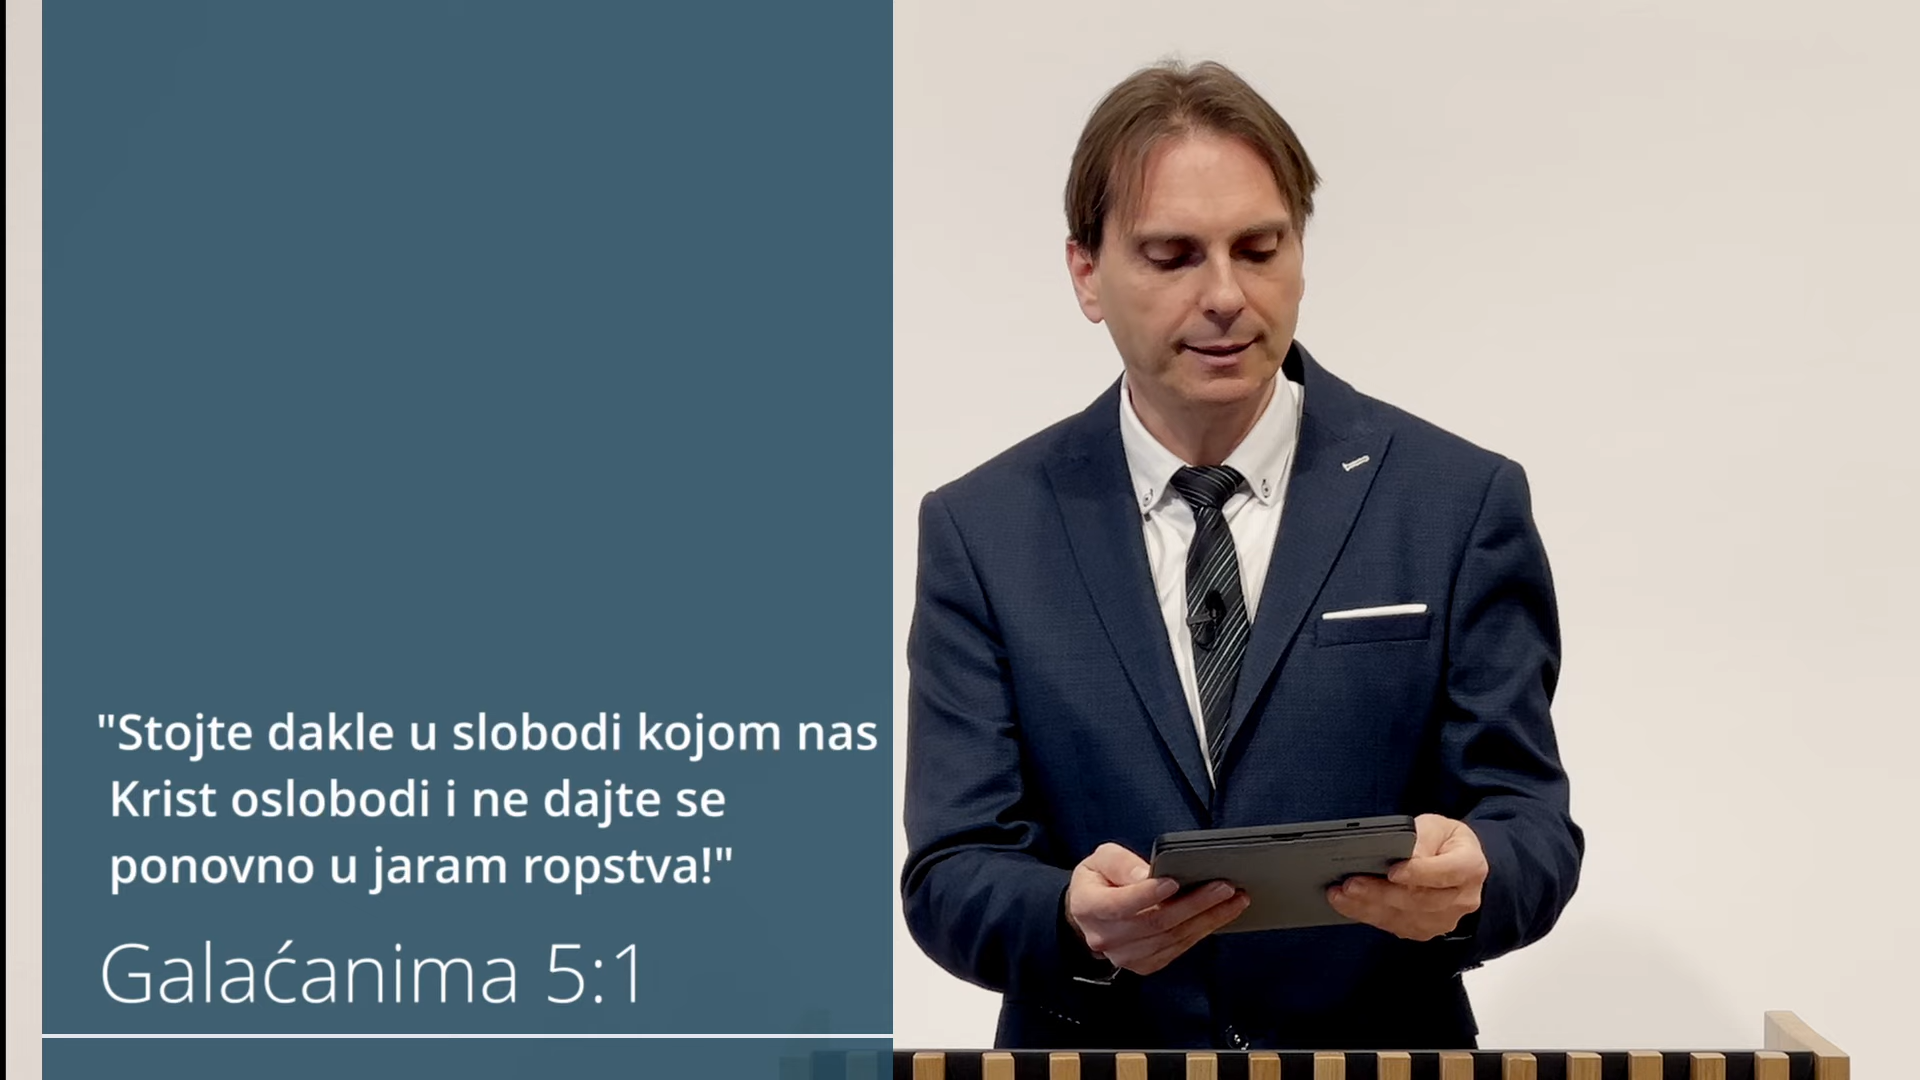 "Stojte dakle u slobodi kojom nas
Krist oslobodi i ne dajte se
ponovno u jaram ropstva!"
Galaćanima 5:1